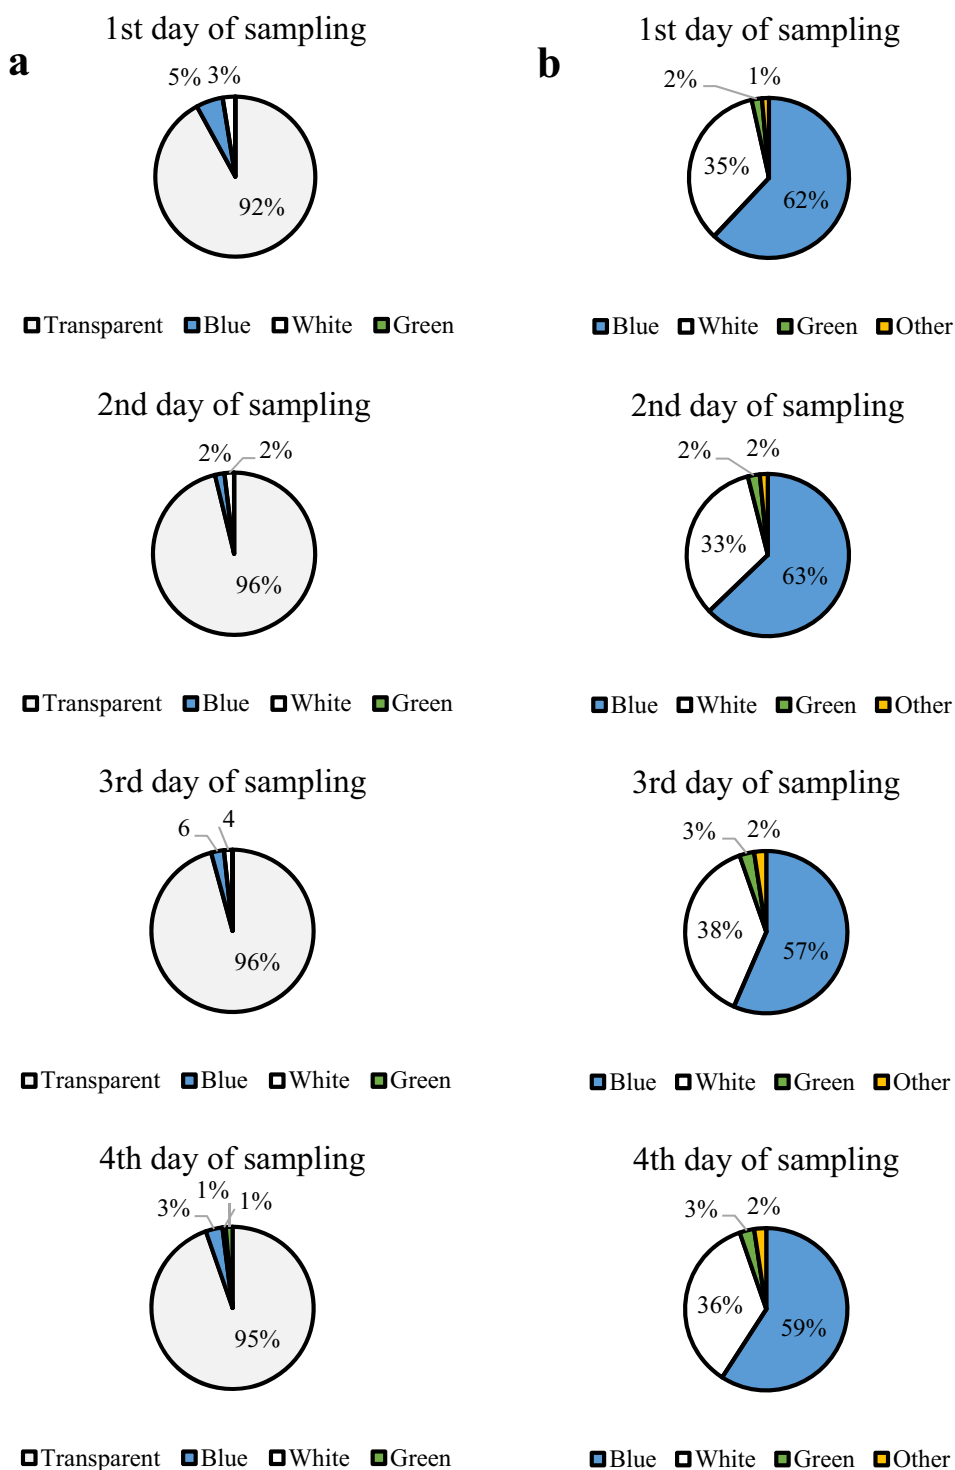 a
1st day of sampling
5% 3%
92%
Transparent Blue White Green
2nd day of sampling
2% 2%
96%
Transparent Blue White Green
3rd day of sampling
6 4
96%
Transparent Blue White Green
4th day of sampling
3% 1% 1%
95%
Transparent Blue White Green
b
1st day of sampling
2% 1%
35% 62%
Blue White Green Other
2nd day of sampling
2% 2%
33% 63%
Blue White Green Other
3rd day of sampling
3% 2%
38% 57%
Blue White Green Other
4th day of sampling
3% 2%
36% 59%
Blue White Green Other